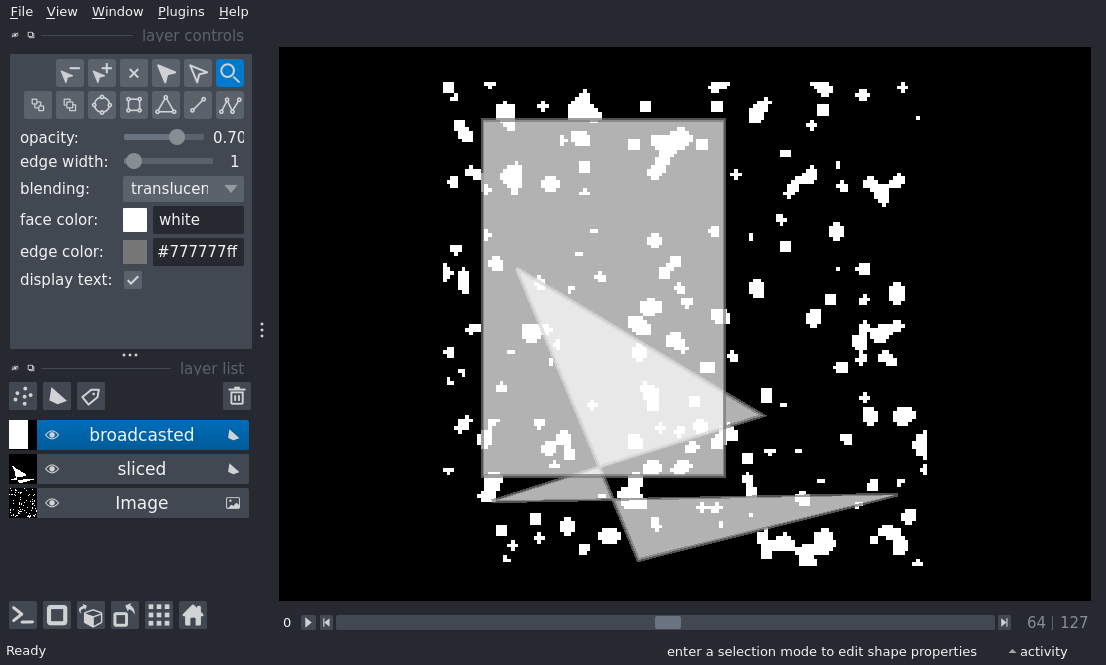 File View Window Plugins Help
layer controls
opacity: 0.70
edge width: 1
blending: translucen
face color: white
edge color: #777777ff
display text:
layer list
broadcasted
sliced
Image
0 64 | 127
Ready enter a selection mode to edit shape properties activity